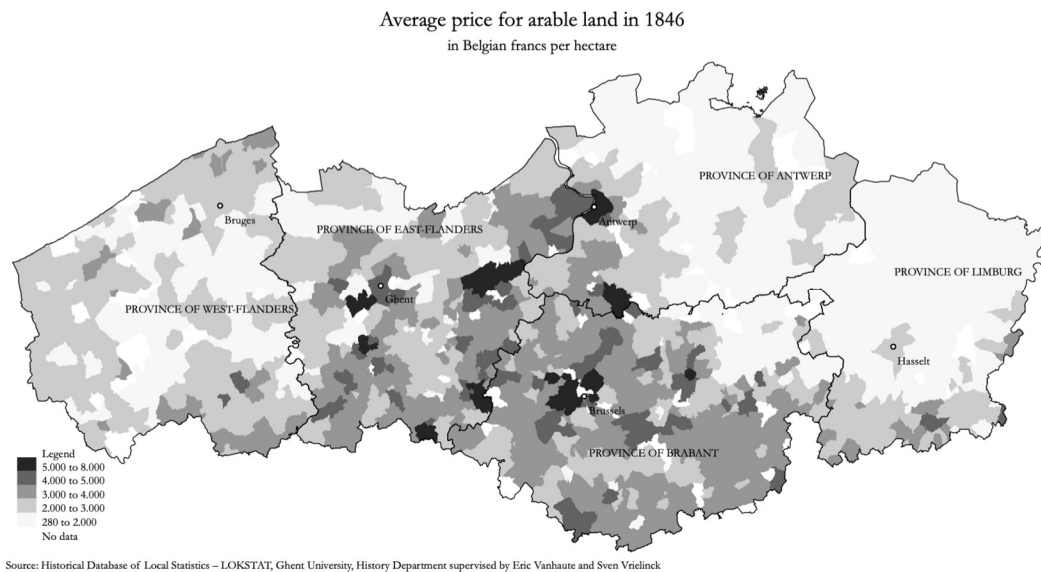 Average price for arable land in 1846
in Belgian francs per hectare
PROVINCE OF ANTWERP
Bruges
Antwerp
PROVINCE OF EAST-FLANDERS
PROVINCE OF LIMBURG
Ghent
PROVINCE OF WEST-FLANDERS
Hasselt
Brussels
PROVINCE OF BRABANT
Legend
5.000 to 8.000
4.000 to 5.000
3.000 to 4.000
2.000 to 3.000
280 to 2.000
No data
Source: Historical Database of Local Statistics – LOKSTAT, Ghent University, History Department supervised by Eric Vanhaute and Sven Vrielinck